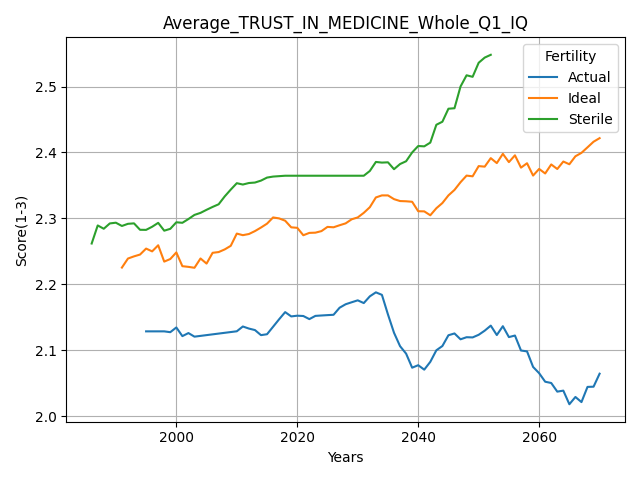 Average_TRUST_IN_MEDICINE_Whole_Q1_IQ
Score(1-3)
2.5
2.4
2.3
2.2
2.1
2.0
2000
2020
2040
2060
Years
Fertility
Actual
Ideal
Sterile